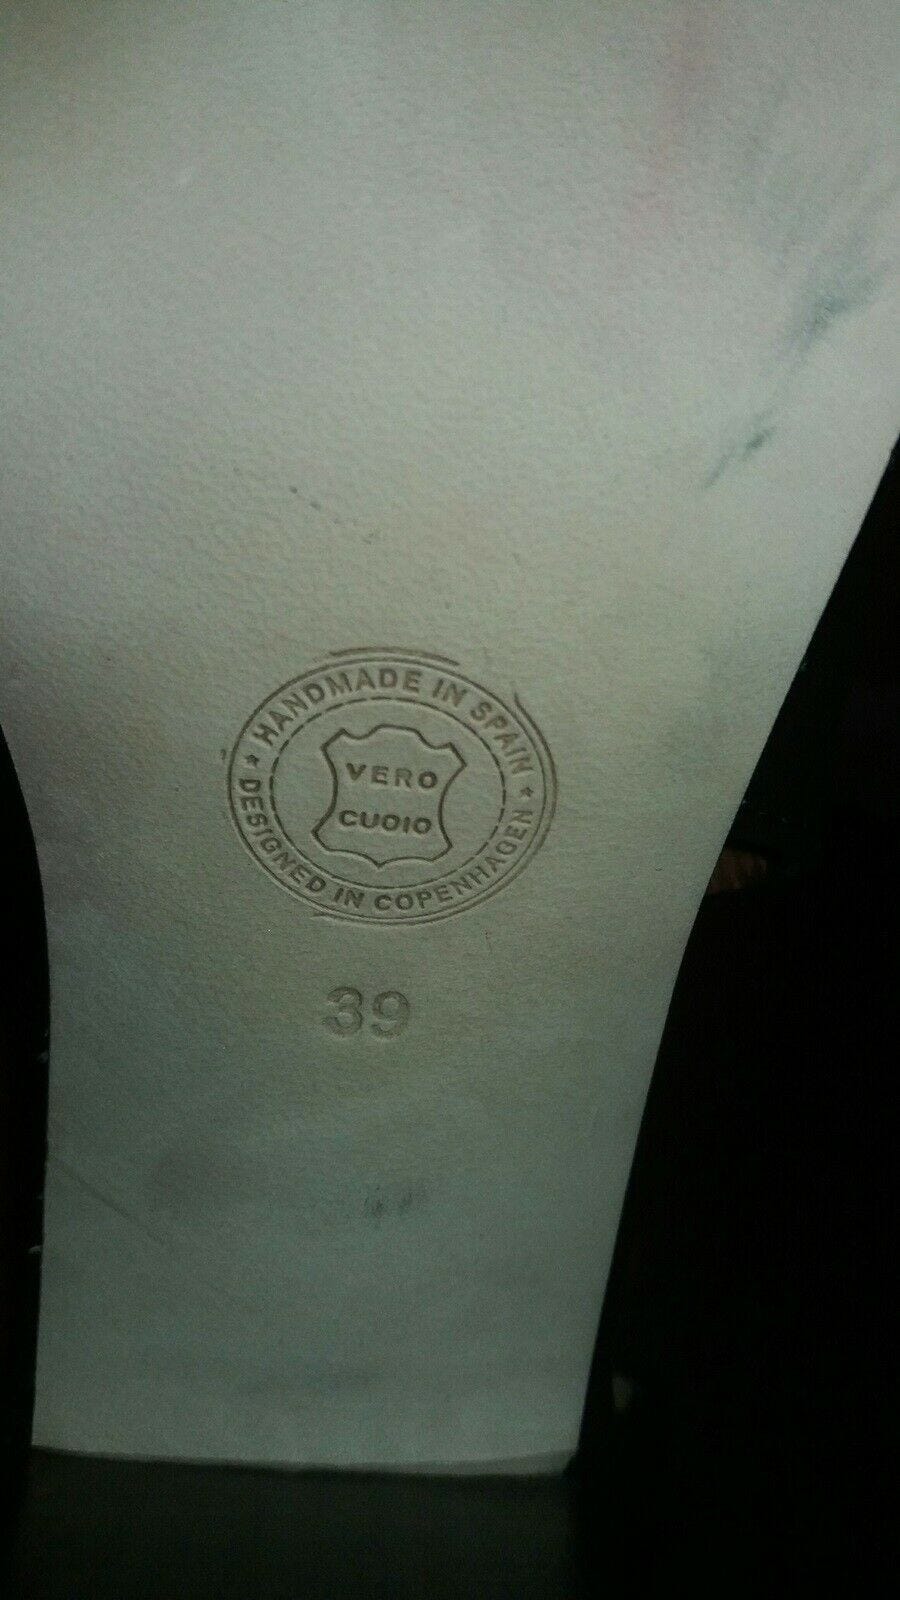 ★ HANDMADE IN SPAIN ★
VERO
CUOIO
DESIGNED IN COPENHAGEN
39